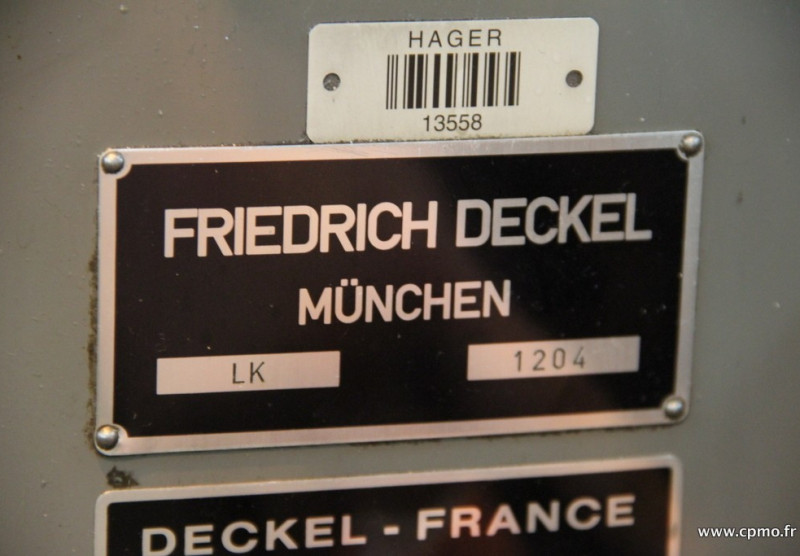 HAGER
13558
FRIEDRICH DECKEL
MÜNCHEN
LK 1204
DECKEL - FRANCE
www.cpmo.fr